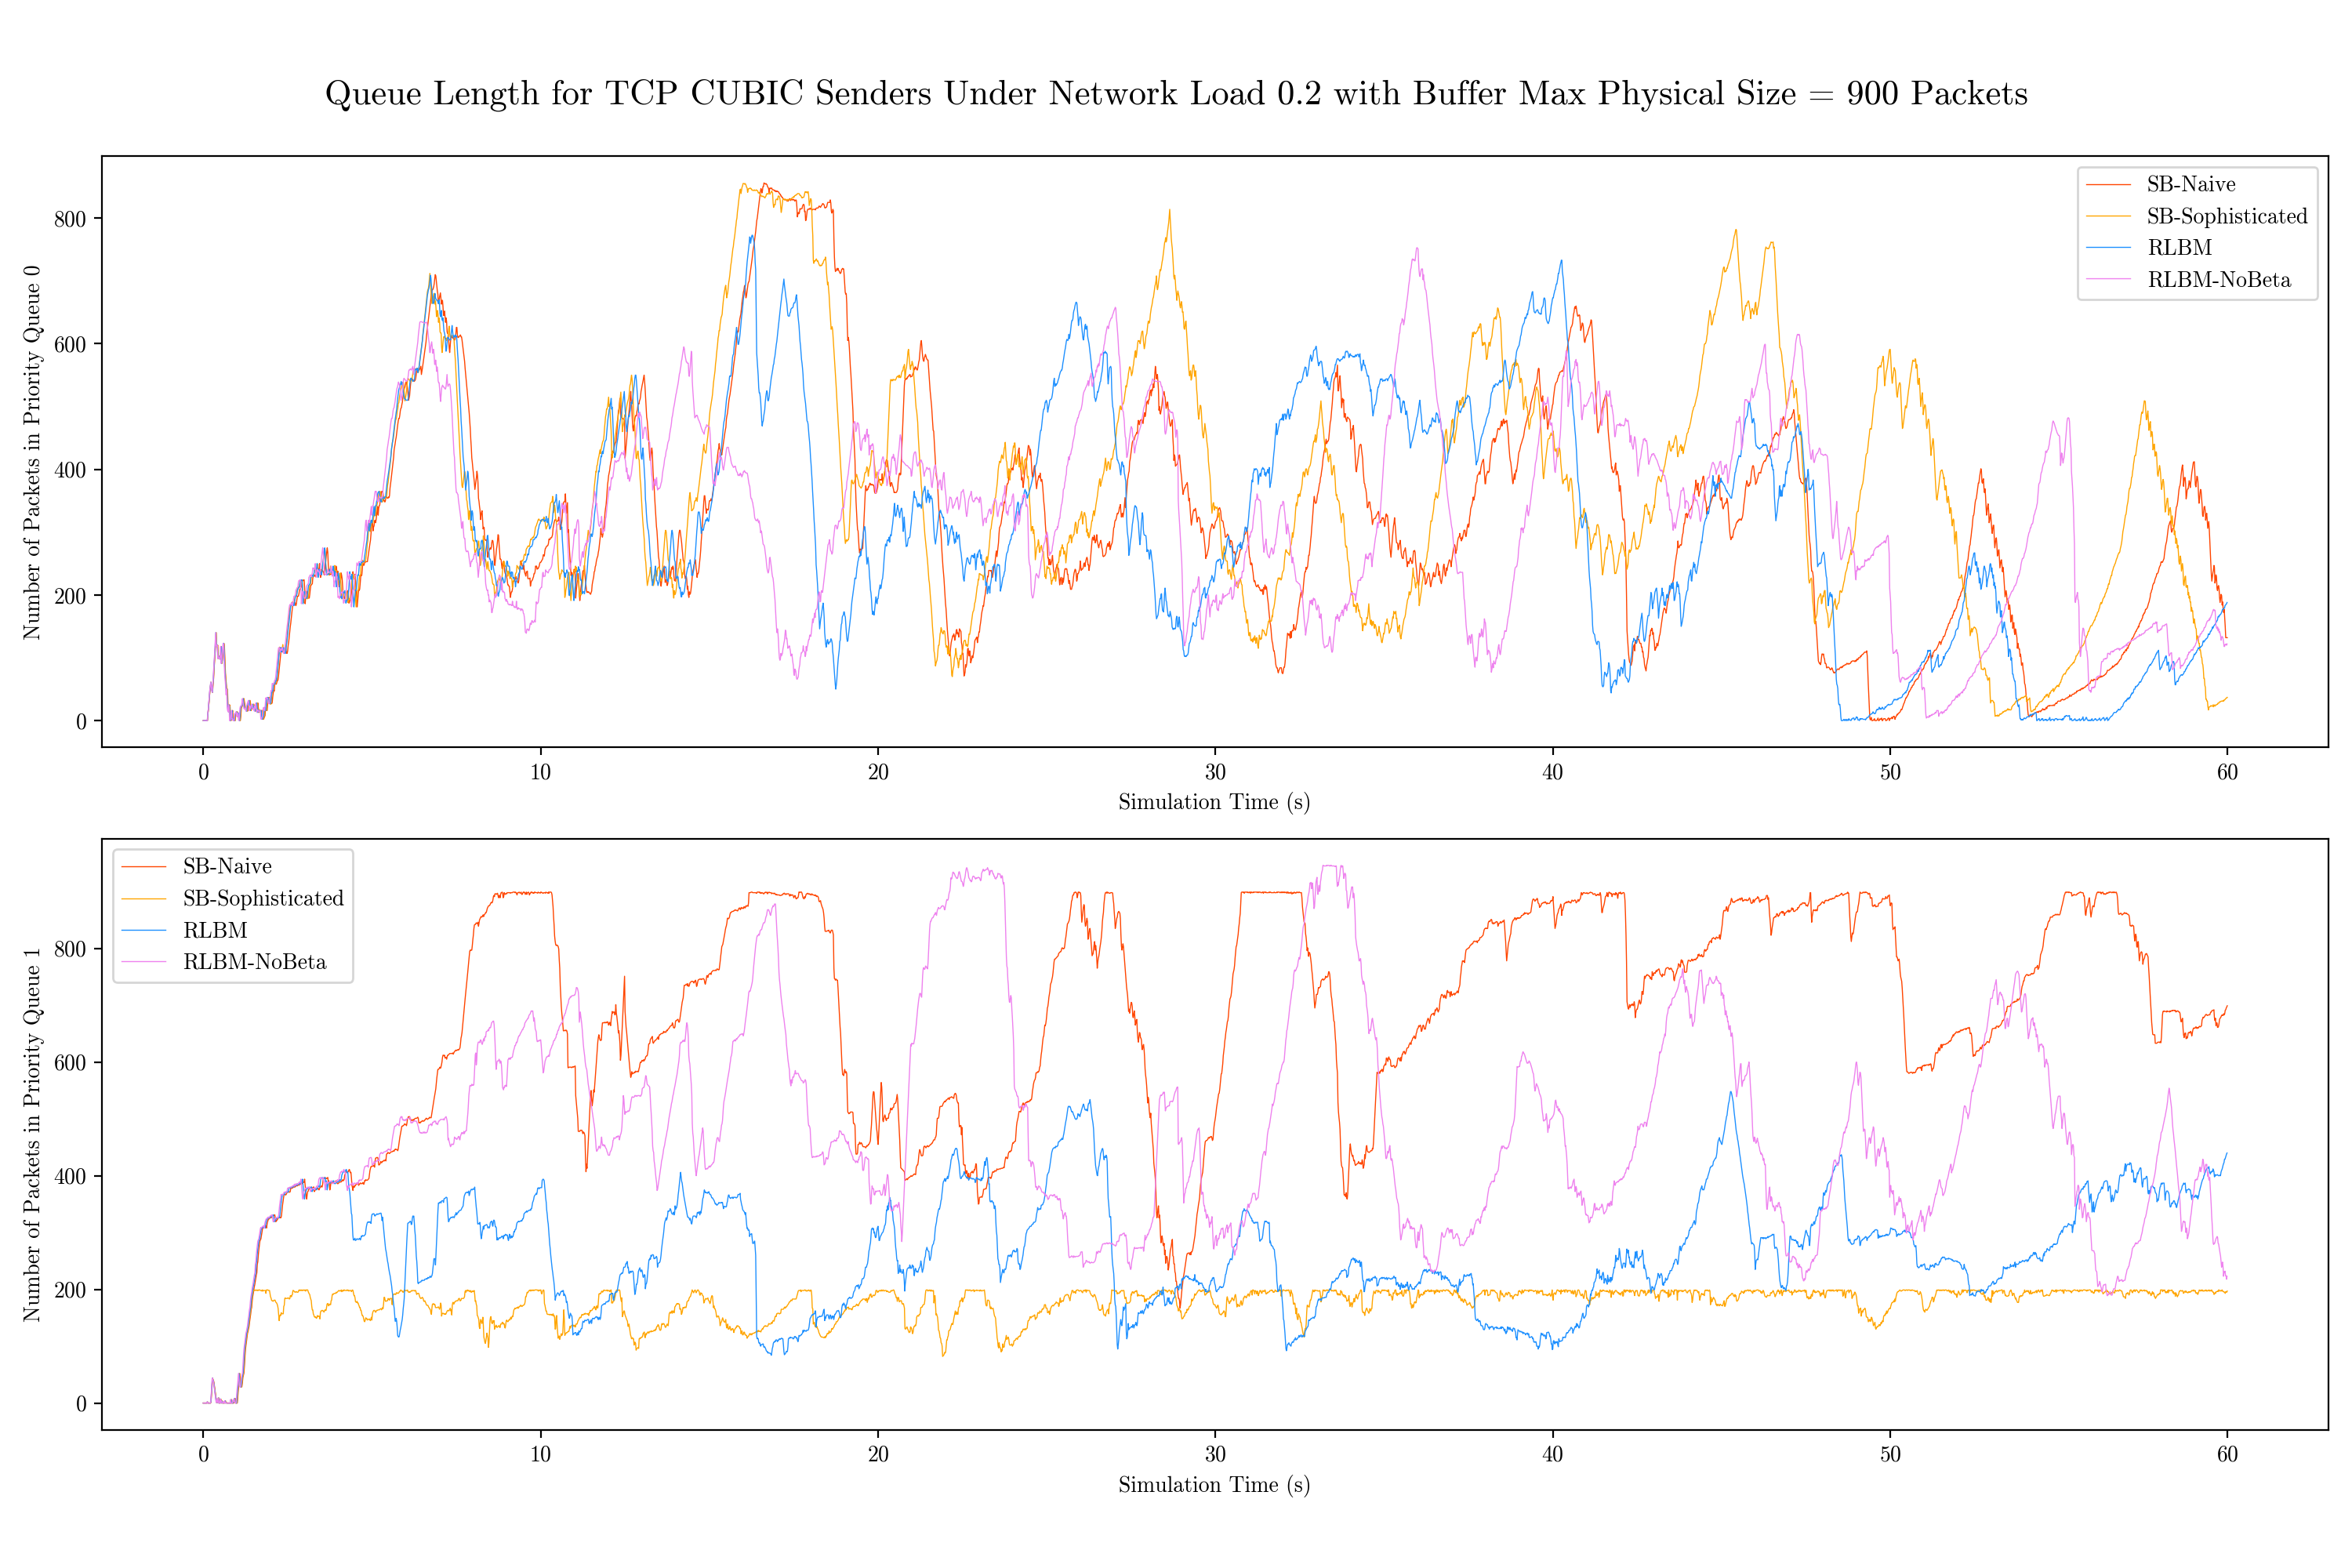 Queue Length for TCP CUBIC Senders Under Network Load 0.2 with Buffer Max Physical Size = 900 Packets
Number of Packets in Priority Queue 0
800
600
400
200
0
SB-Naive
SB-Sophisticated
RLBM
RLBM-NoBeta
0 10 20 30 40 50 60
Simulation Time (s)
Number of Packets in Priority Queue 1
800
600
400
200
0
SB-Naive
SB-Sophisticated
RLBM
RLBM-NoBeta
0 10 20 30 40 50 60
Simulation Time (s)